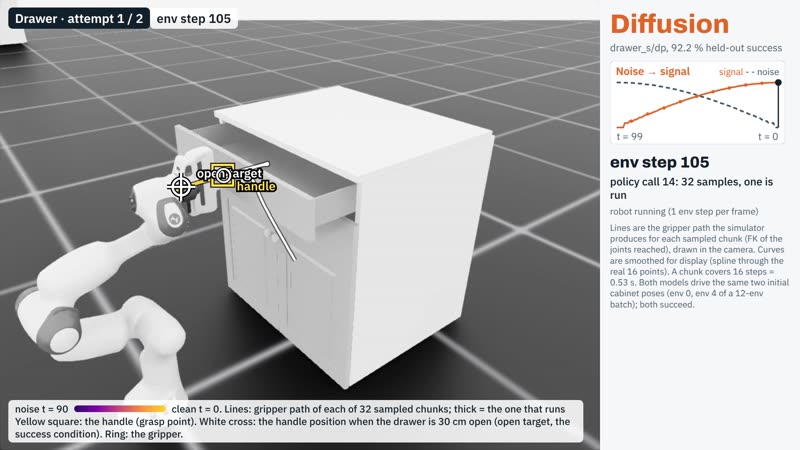 Drawer · attempt 1 / 2
env step 105
open target
handle
noise t = 90
clean t = 0. Lines: gripper path of each of 32 sampled chunks; thick = the one that runs
Yellow square: the handle (grasp point). White cross: the handle position when the drawer is 30 cm open (open target, the
success condition). Ring: the gripper.
Diffusion
drawer_s/dp, 92.2 % held-out success
Noise → signal
signal - - noise
t = 99
t = 0
env step 105
policy call 14: 32 samples, one is
run
robot running (1 env step per frame)
Lines are the gripper path the simulator
produces for each sampled chunk (FK of the
joints reached), drawn in the camera. Curves
are smoothed for display (spline through the
real 16 points). A chunk covers 16 steps =
0.53 s. Both models drive the same two initial
cabinet poses (env 0, env 4 of a 12-env
batch); both succeed.